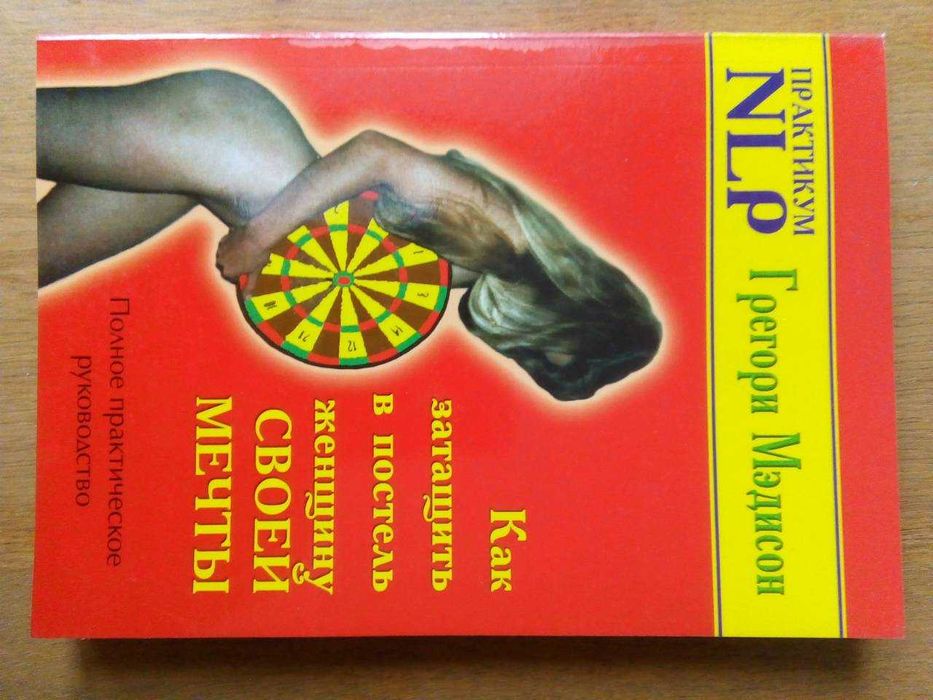 ПРАКТИКУМ
NLP
Грегори Мэдисон
Как
затащить
в постель
женщину
СВОЕЙ
МЕЧТЫ
Полное практическое
руководство